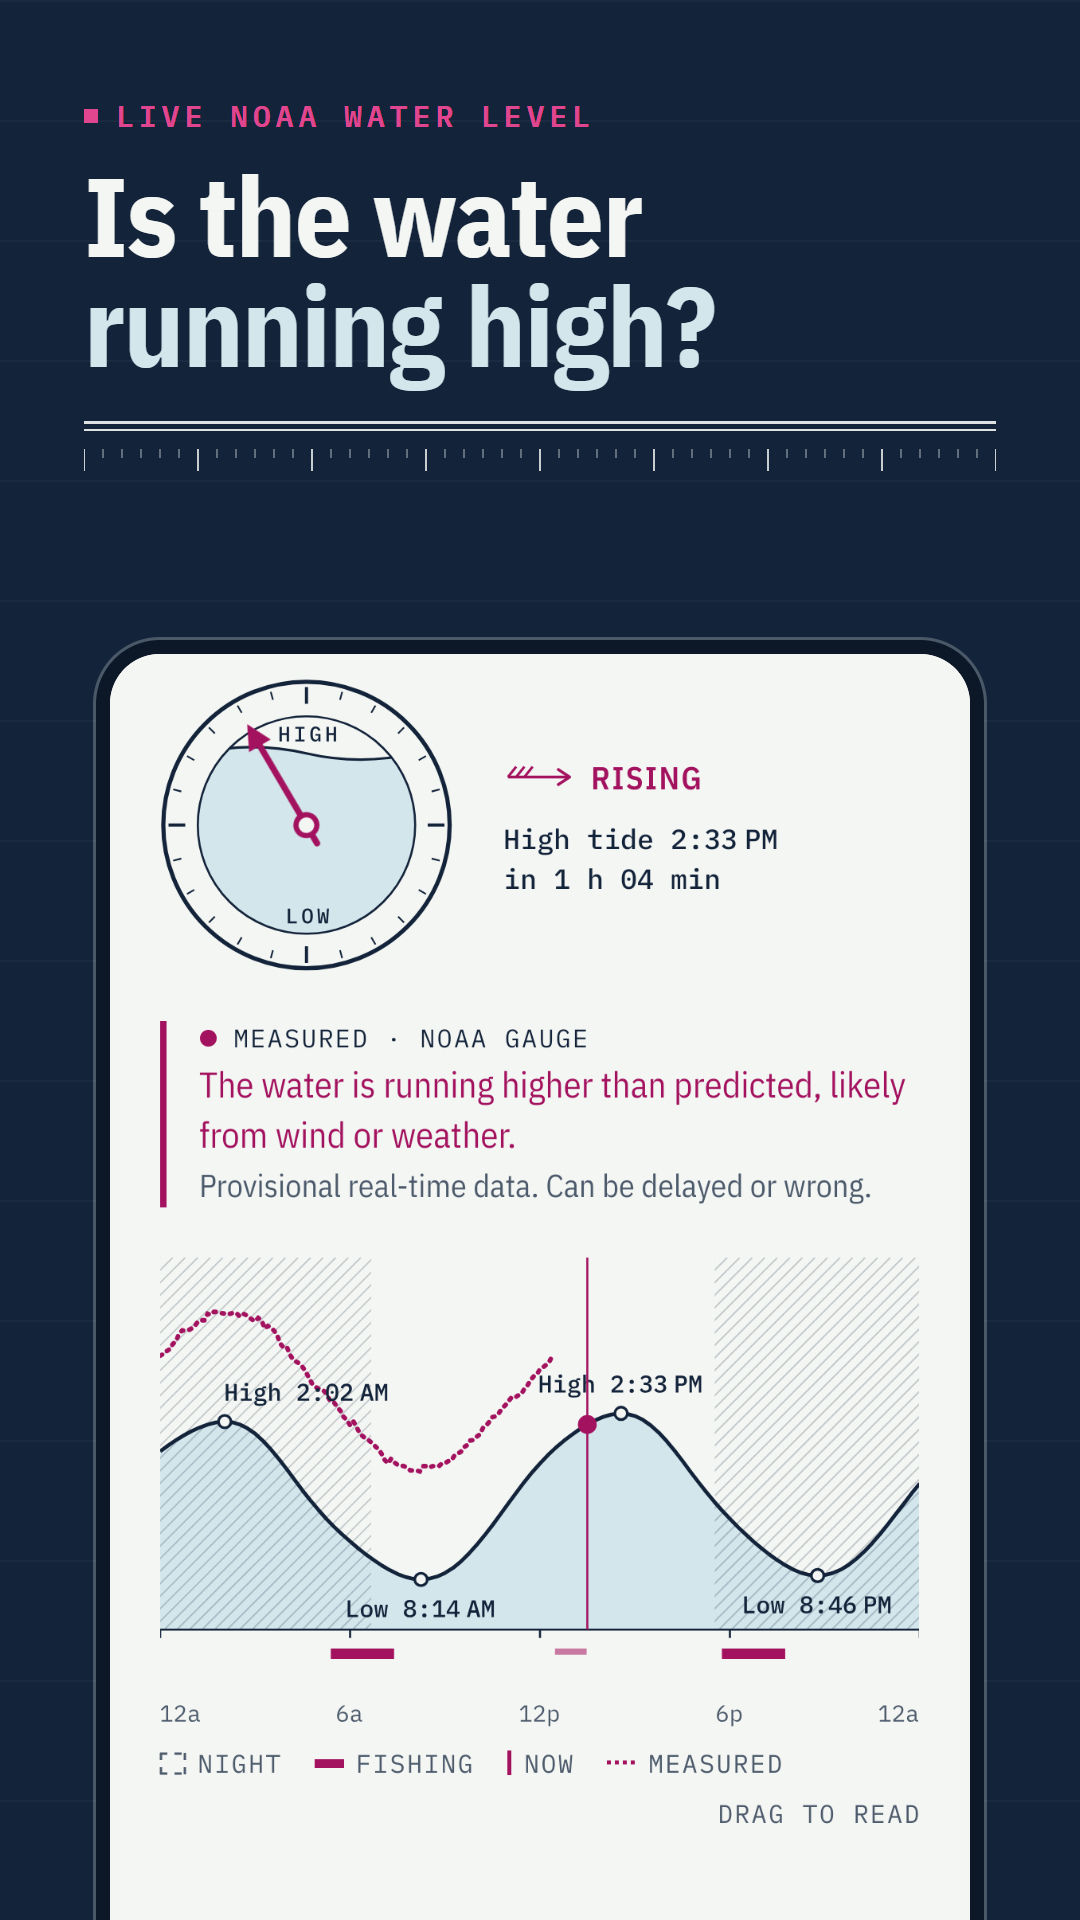 LIVE NOAA WATER LEVEL
Is the water
running high?
HIGH
LOW
RISING
High tide 2:33 PM
in 1 h 04 min
MEASURED · NOAA GAUGE
The water is running higher than predicted, likely
from wind or weather.
Provisional real-time data. Can be delayed or wrong.
High 2:02 AM
High 2:33 PM
Low 8:14 AM
Low 8:46 PM
12a 6a 12p 6p 12a
NIGHT FISHING NOW MEASURED
DRAG TO READ